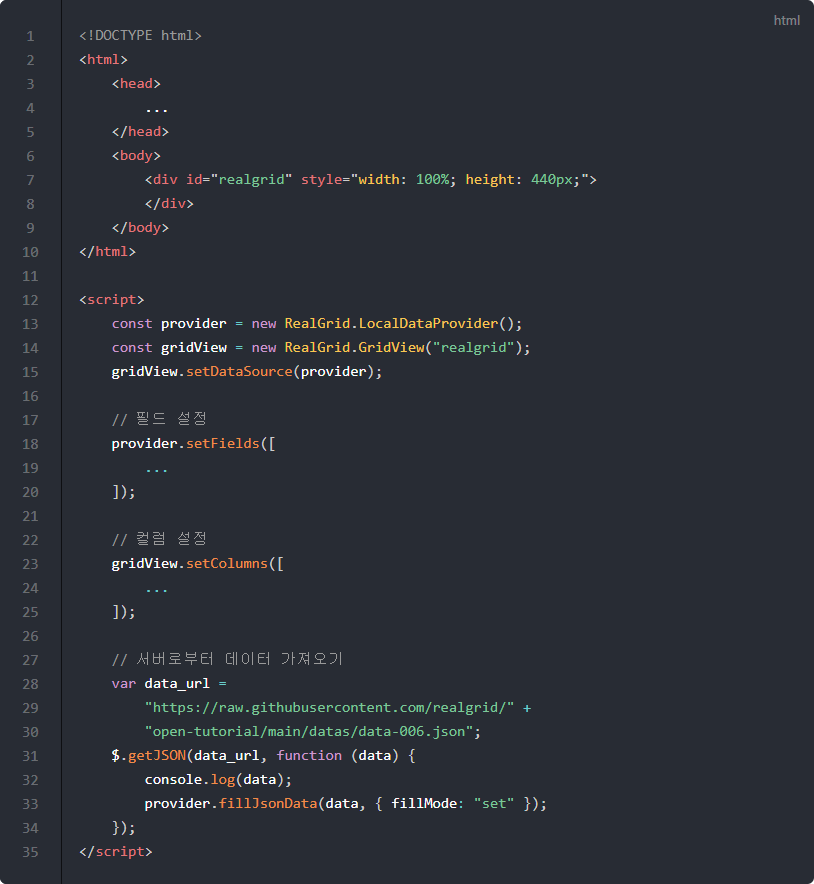 html
1 <!DOCTYPE html>
2 <html>
3     <head>
4         ...
5     </head>
6     <body>
7         <div id="realgrid" style="width: 100%; height: 440px;">
8         </div>
9     </body>
10 </html>
11
12 <script>
13     const provider = new RealGrid.LocalDataProvider();
14     const gridView = new RealGrid.GridView("realgrid");
15     gridView.setDataSource(provider);
16
17     // 필드 설정
18     provider.setFields([
19         ...
20     ]);
21
22     // 컬럼 설정
23     gridView.setColumns([
24         ...
25     ]);
26
27     // 서버로부터 데이터 가져오기
28     var data_url =
29         "https://raw.githubusercontent.com/realgrid/" +
30         "open-tutorial/main/datas/data-006.json";
31     $.getJSON(data_url, function (data) {
32         console.log(data);
33         provider.fillJsonData(data, { fillMode: "set" });
34     });
35 </script>